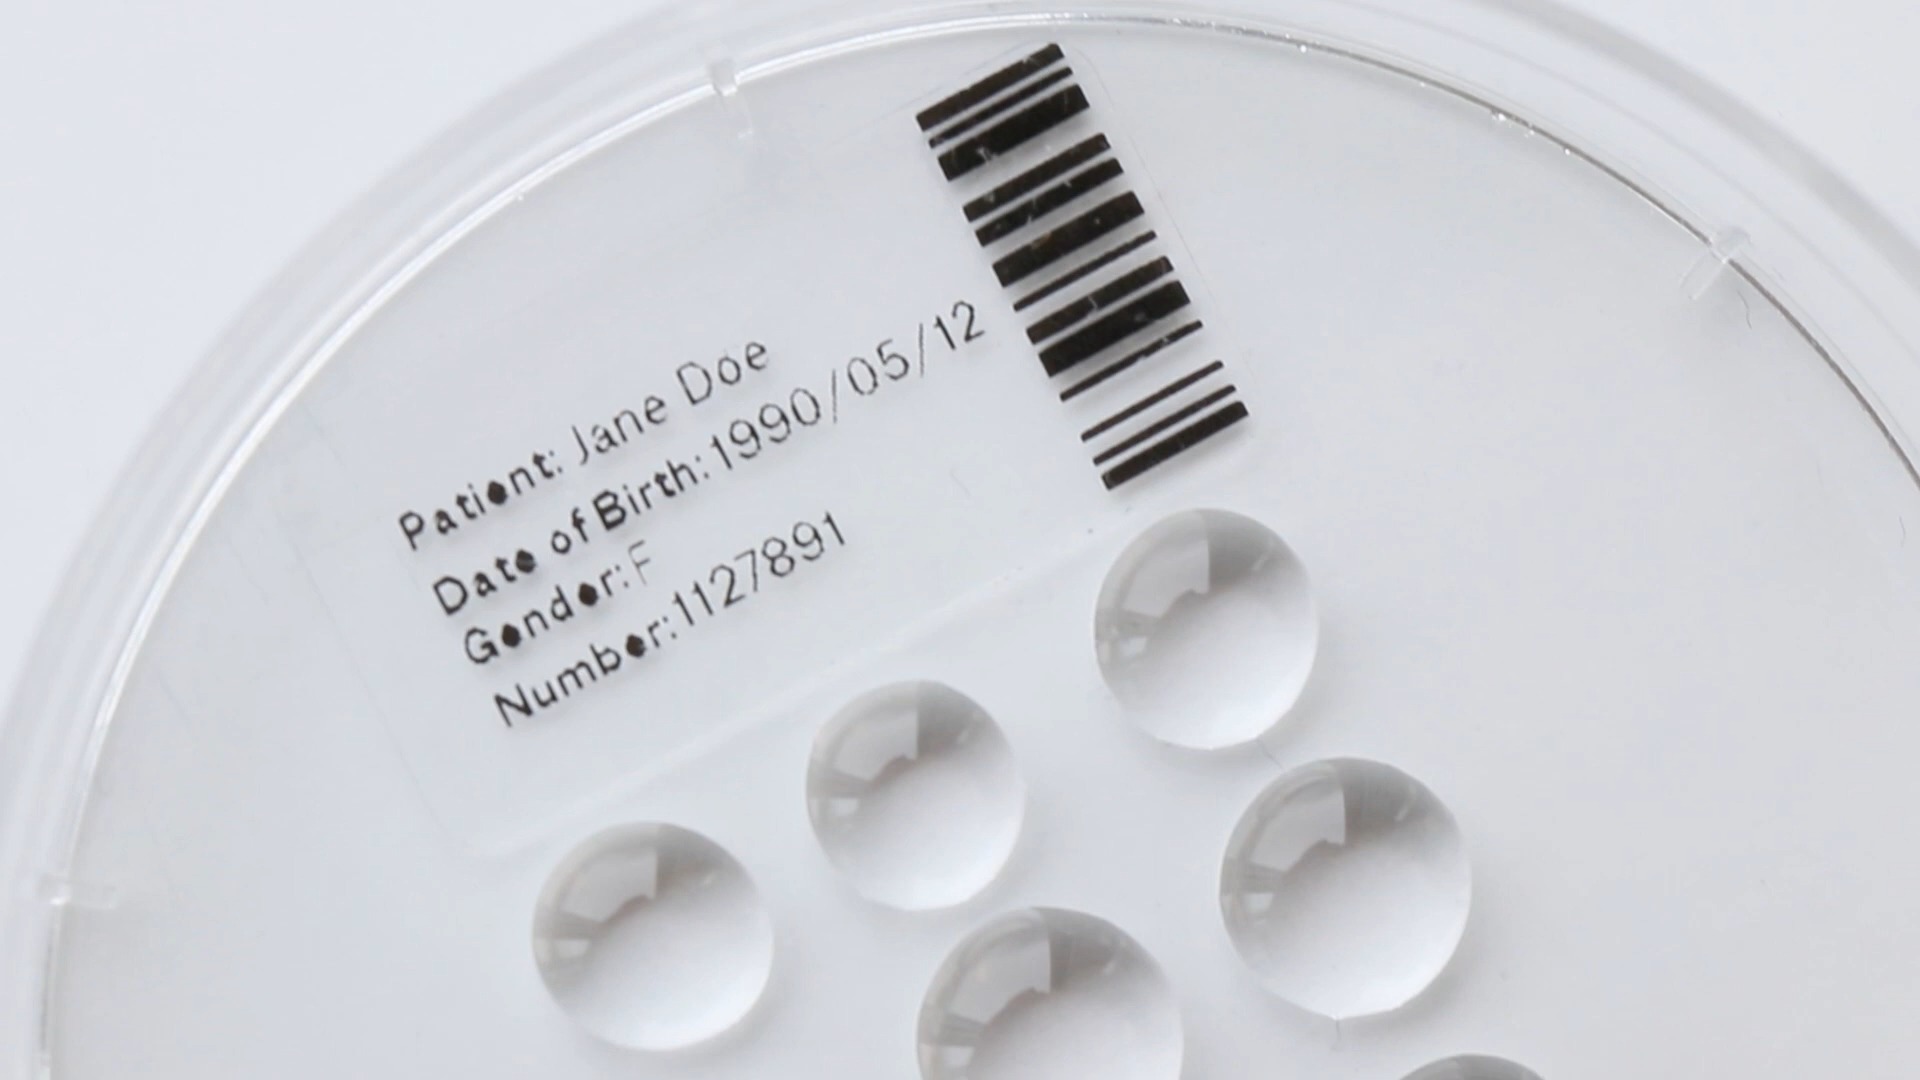 Patient: Jane Doe
Date of Birth: 1990/05/12
Gender: F
Number: 1127891